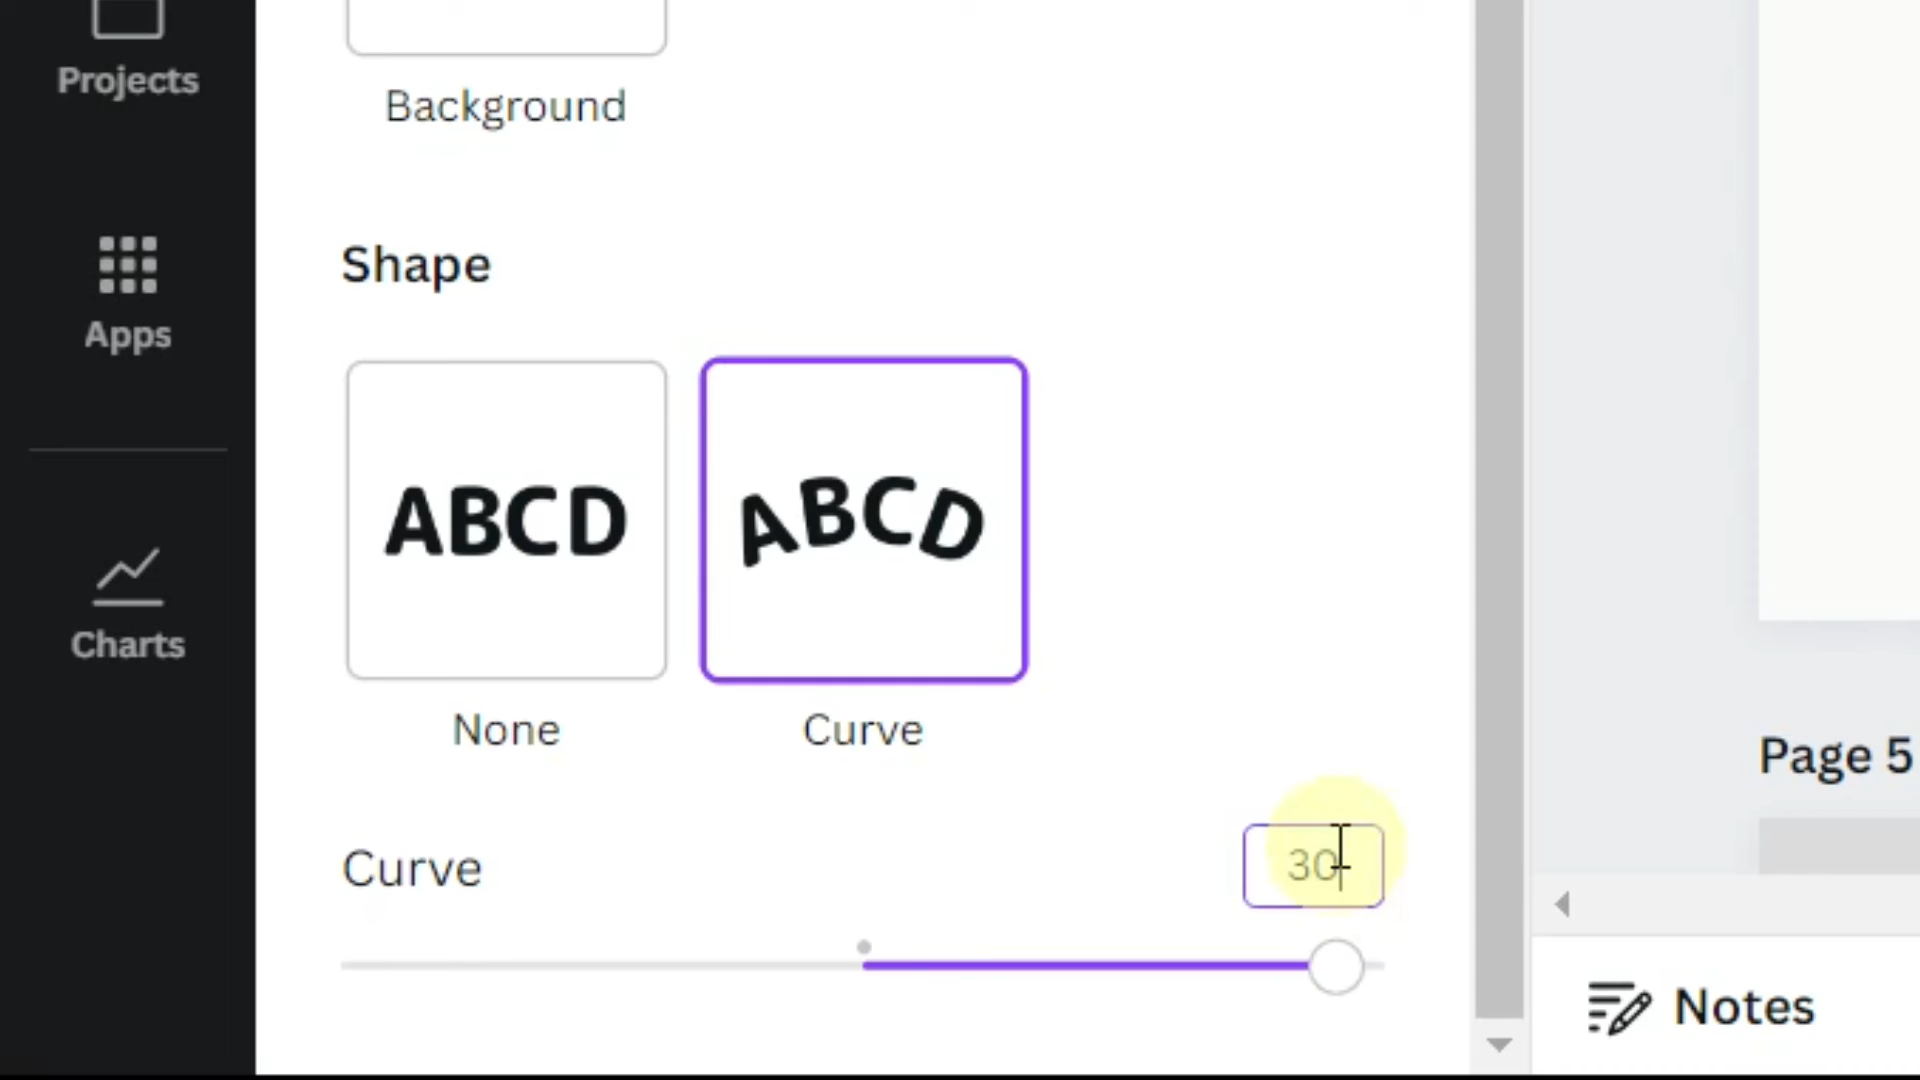 Projects
Background
Apps
Shape
ABCD
ABCD
None
Curve
Charts
Curve
30
Page 5
Notes